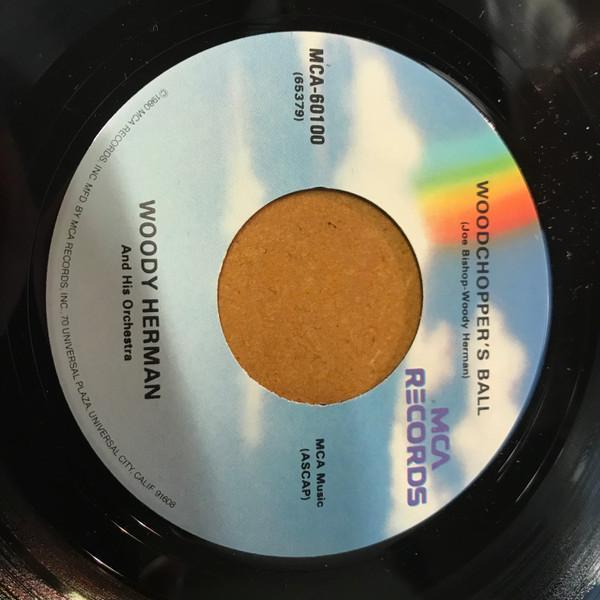 WOODCHOPPER'S BALL
(Joe Bishop-Woody Herman)
MCA
RECORDS
MCA-60100
(65379)
MCA Music
(ASCAP)
WOODY HERMAN
And His Orchestra
©1980 MCA RECORDS, INC. MFD. BY MCA RECORDS, INC. 70 UNIVERSAL PLAZA, UNIVERSAL CITY, CALIF. 91608